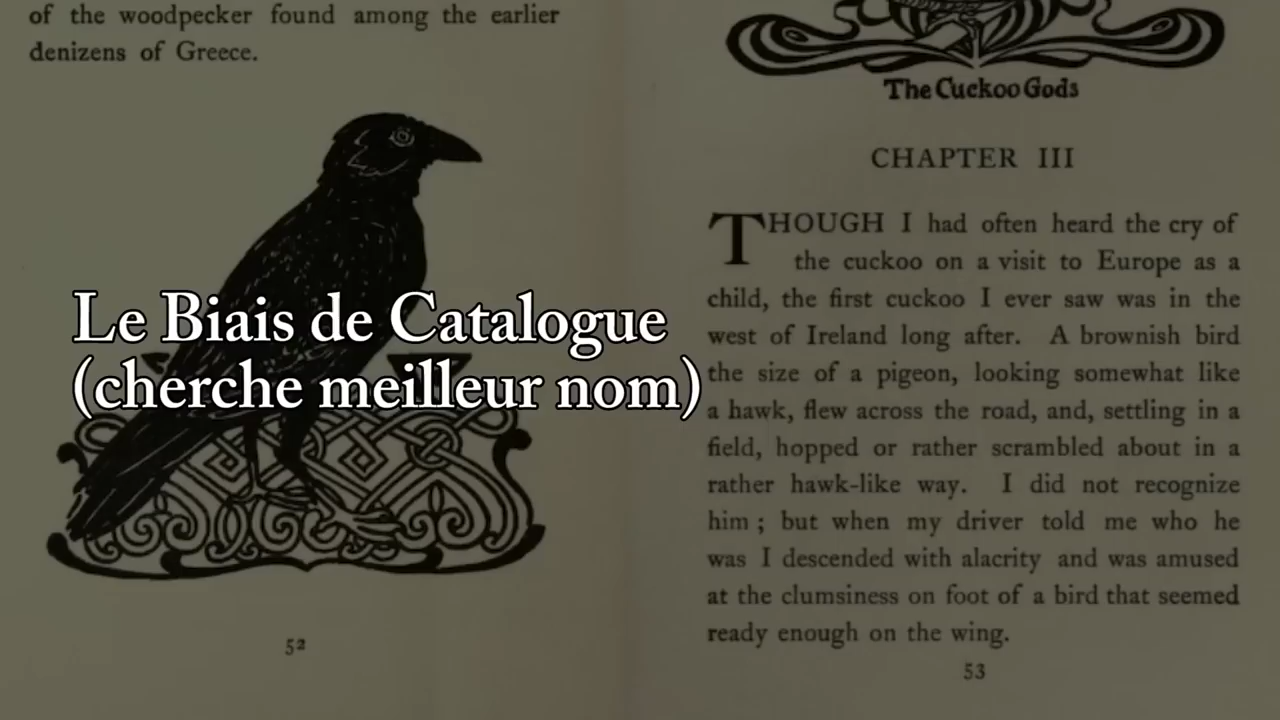 of the woodpecker found among the earlier
denizens of Greece.
Le Biais de Catalogue
(cherche meilleur nom)
52
The Cuckoo Gods
CHAPTER III
THOUGH I had often heard the cry of
the cuckoo on a visit to Europe as a
child, the first cuckoo I ever saw was in the
west of Ireland long after. A brownish bird
the size of a pigeon, looking somewhat like
a hawk, flew across the road, and, settling in a
field, hopped or rather scrambled about in a
rather hawk-like way. I did not recognize
him ; but when my driver told me who he
was I descended with alacrity and was amused
at the clumsiness on foot of a bird that seemed
ready enough on the wing.
53